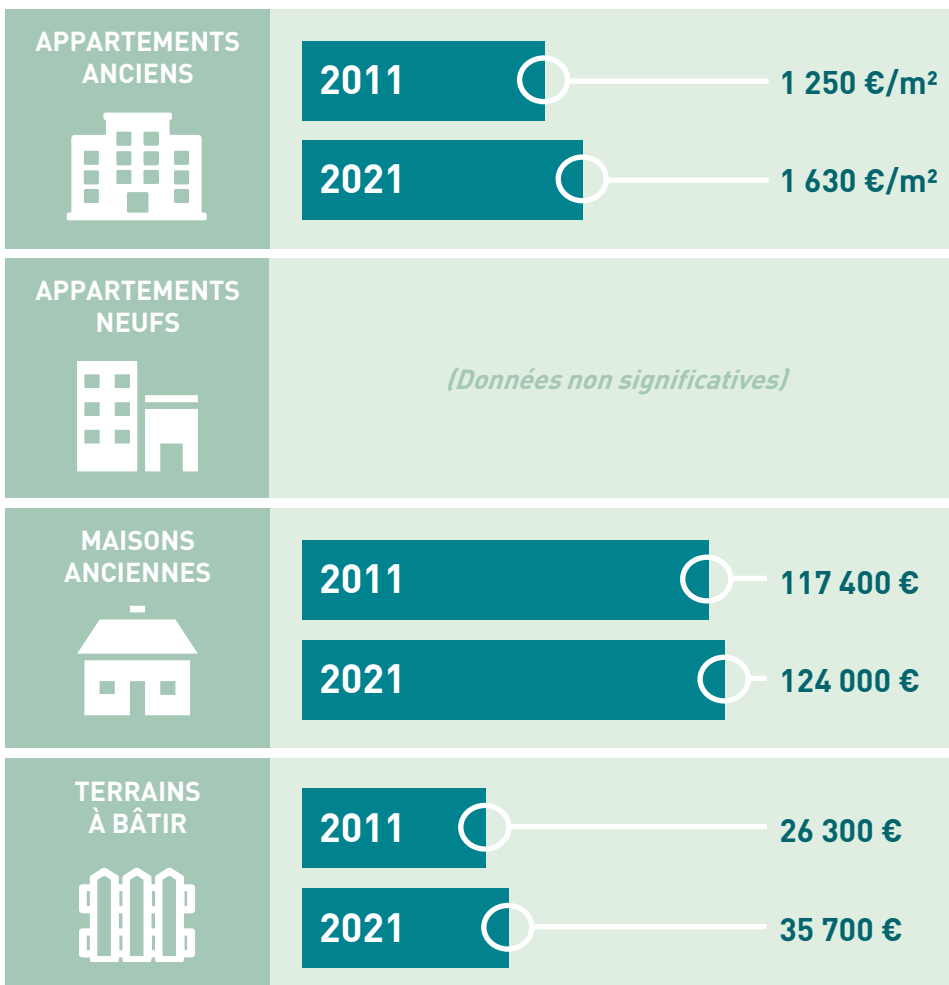 APPARTEMENTS
ANCIENS
2011
1 250 €/m²
2021
1 630 €/m²
APPARTEMENTS
NEUFS
(Données non significatives)
MAISONS
ANCIENNES
2011
117 400 €
2021
124 000 €
TERRAINS
À BÂTIR
2011
26 300 €
2021
35 700 €